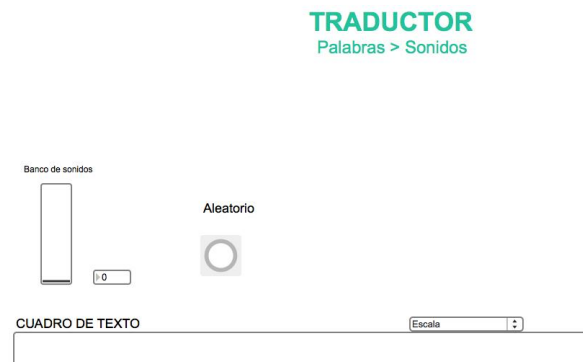 TRADUCTOR
Palabras > Sonidos
Banco de sonidos
Aleatorio
0
CUADRO DE TEXTO
Escala